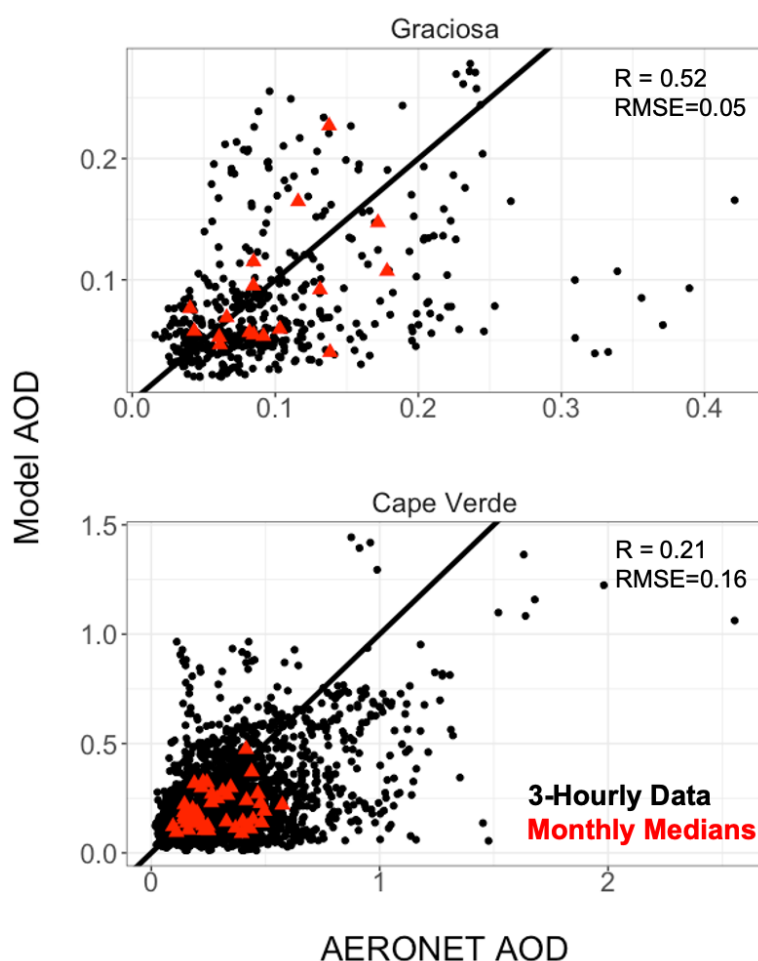 Graciosa
R = 0.52
RMSE=0.05
0.2
0.1
0.0 0.1 0.2 0.3 0.4
Model AOD
Cape Verde
1.5
R = 0.21
RMSE=0.16
1.0
0.5
3-Hourly Data
Monthly Medians
0.0
0 1 2
AERONET AOD